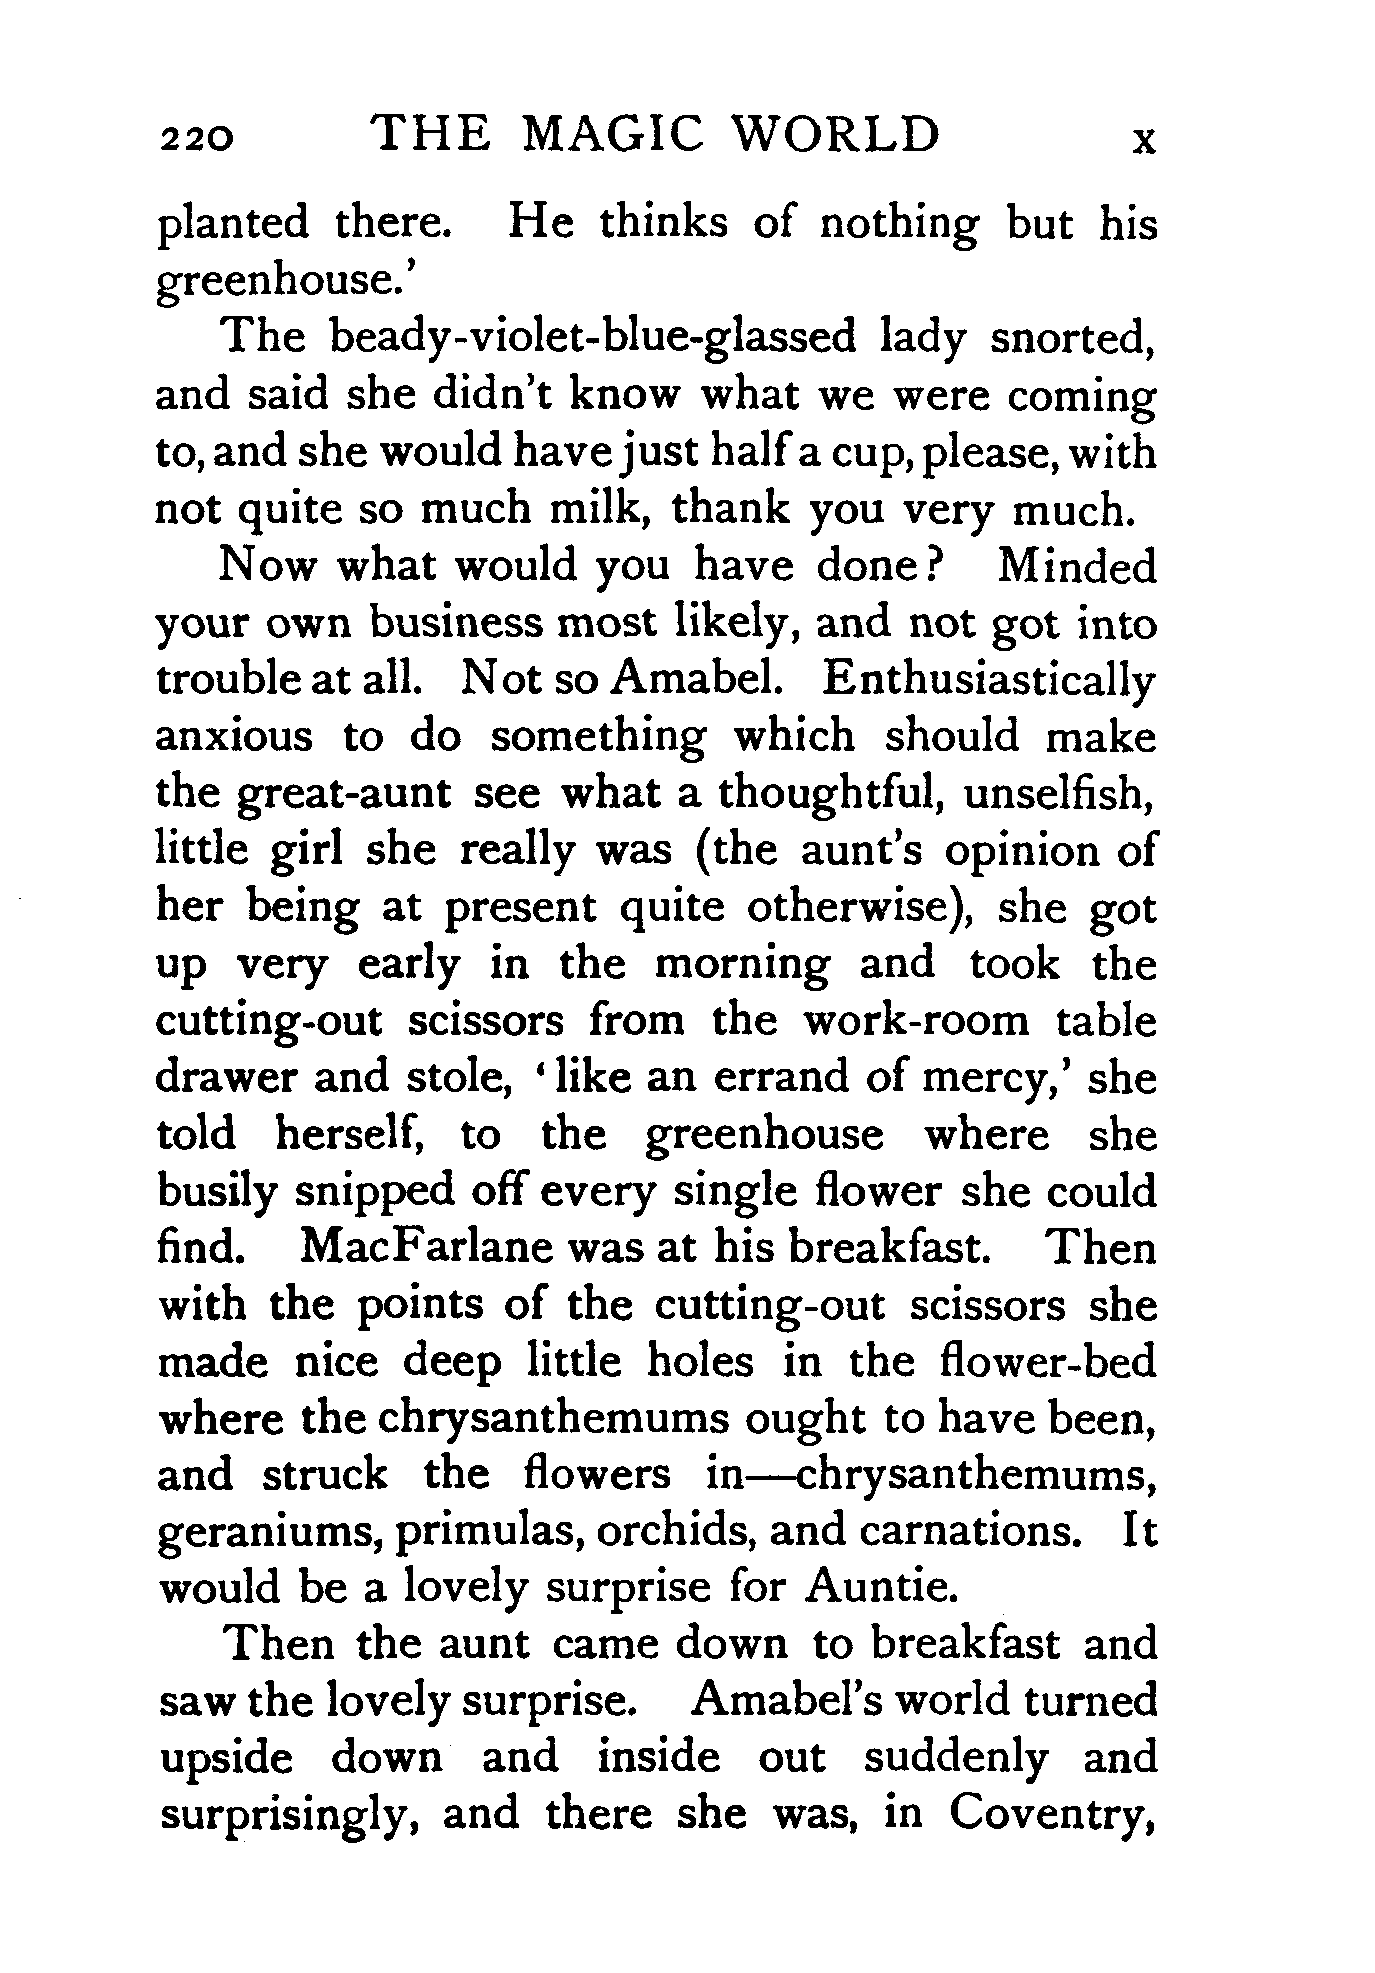 220 THE MAGIC WORLD x
planted there. He thinks of nothing but his
greenhouse.’
The beady-violet-blue-glassed lady snorted,
and said she didn’t know what we were coming
to, and she would have just half a cup, please, with
not quite so much milk, thank you very much.
Now what would you have done? Minded
your own business most likely, and not got into
trouble at all. Not so Amabel. Enthusiastically
anxious to do something which should make
the great-aunt see what a thoughtful, unselfish,
little girl she really was (the aunt’s opinion of
her being at present quite otherwise), she got
up very early in the morning and took the
cutting-out scissors from the work-room table
drawer and stole, ‘like an errand of mercy,’ she
told herself, to the greenhouse where she
busily snipped off every single flower she could
find. MacFarlane was at his breakfast. Then
with the points of the cutting-out scissors she
made nice deep little holes in the flower-bed
where the chrysanthemums ought to have been,
and struck the flowers in—chrysanthemums,
geraniums, primulas, orchids, and carnations. It
would be a lovely surprise for Auntie.
Then the aunt came down to breakfast and
saw the lovely surprise. Amabel’s world turned
upside down and inside out suddenly and
surprisingly, and there she was, in Coventry,